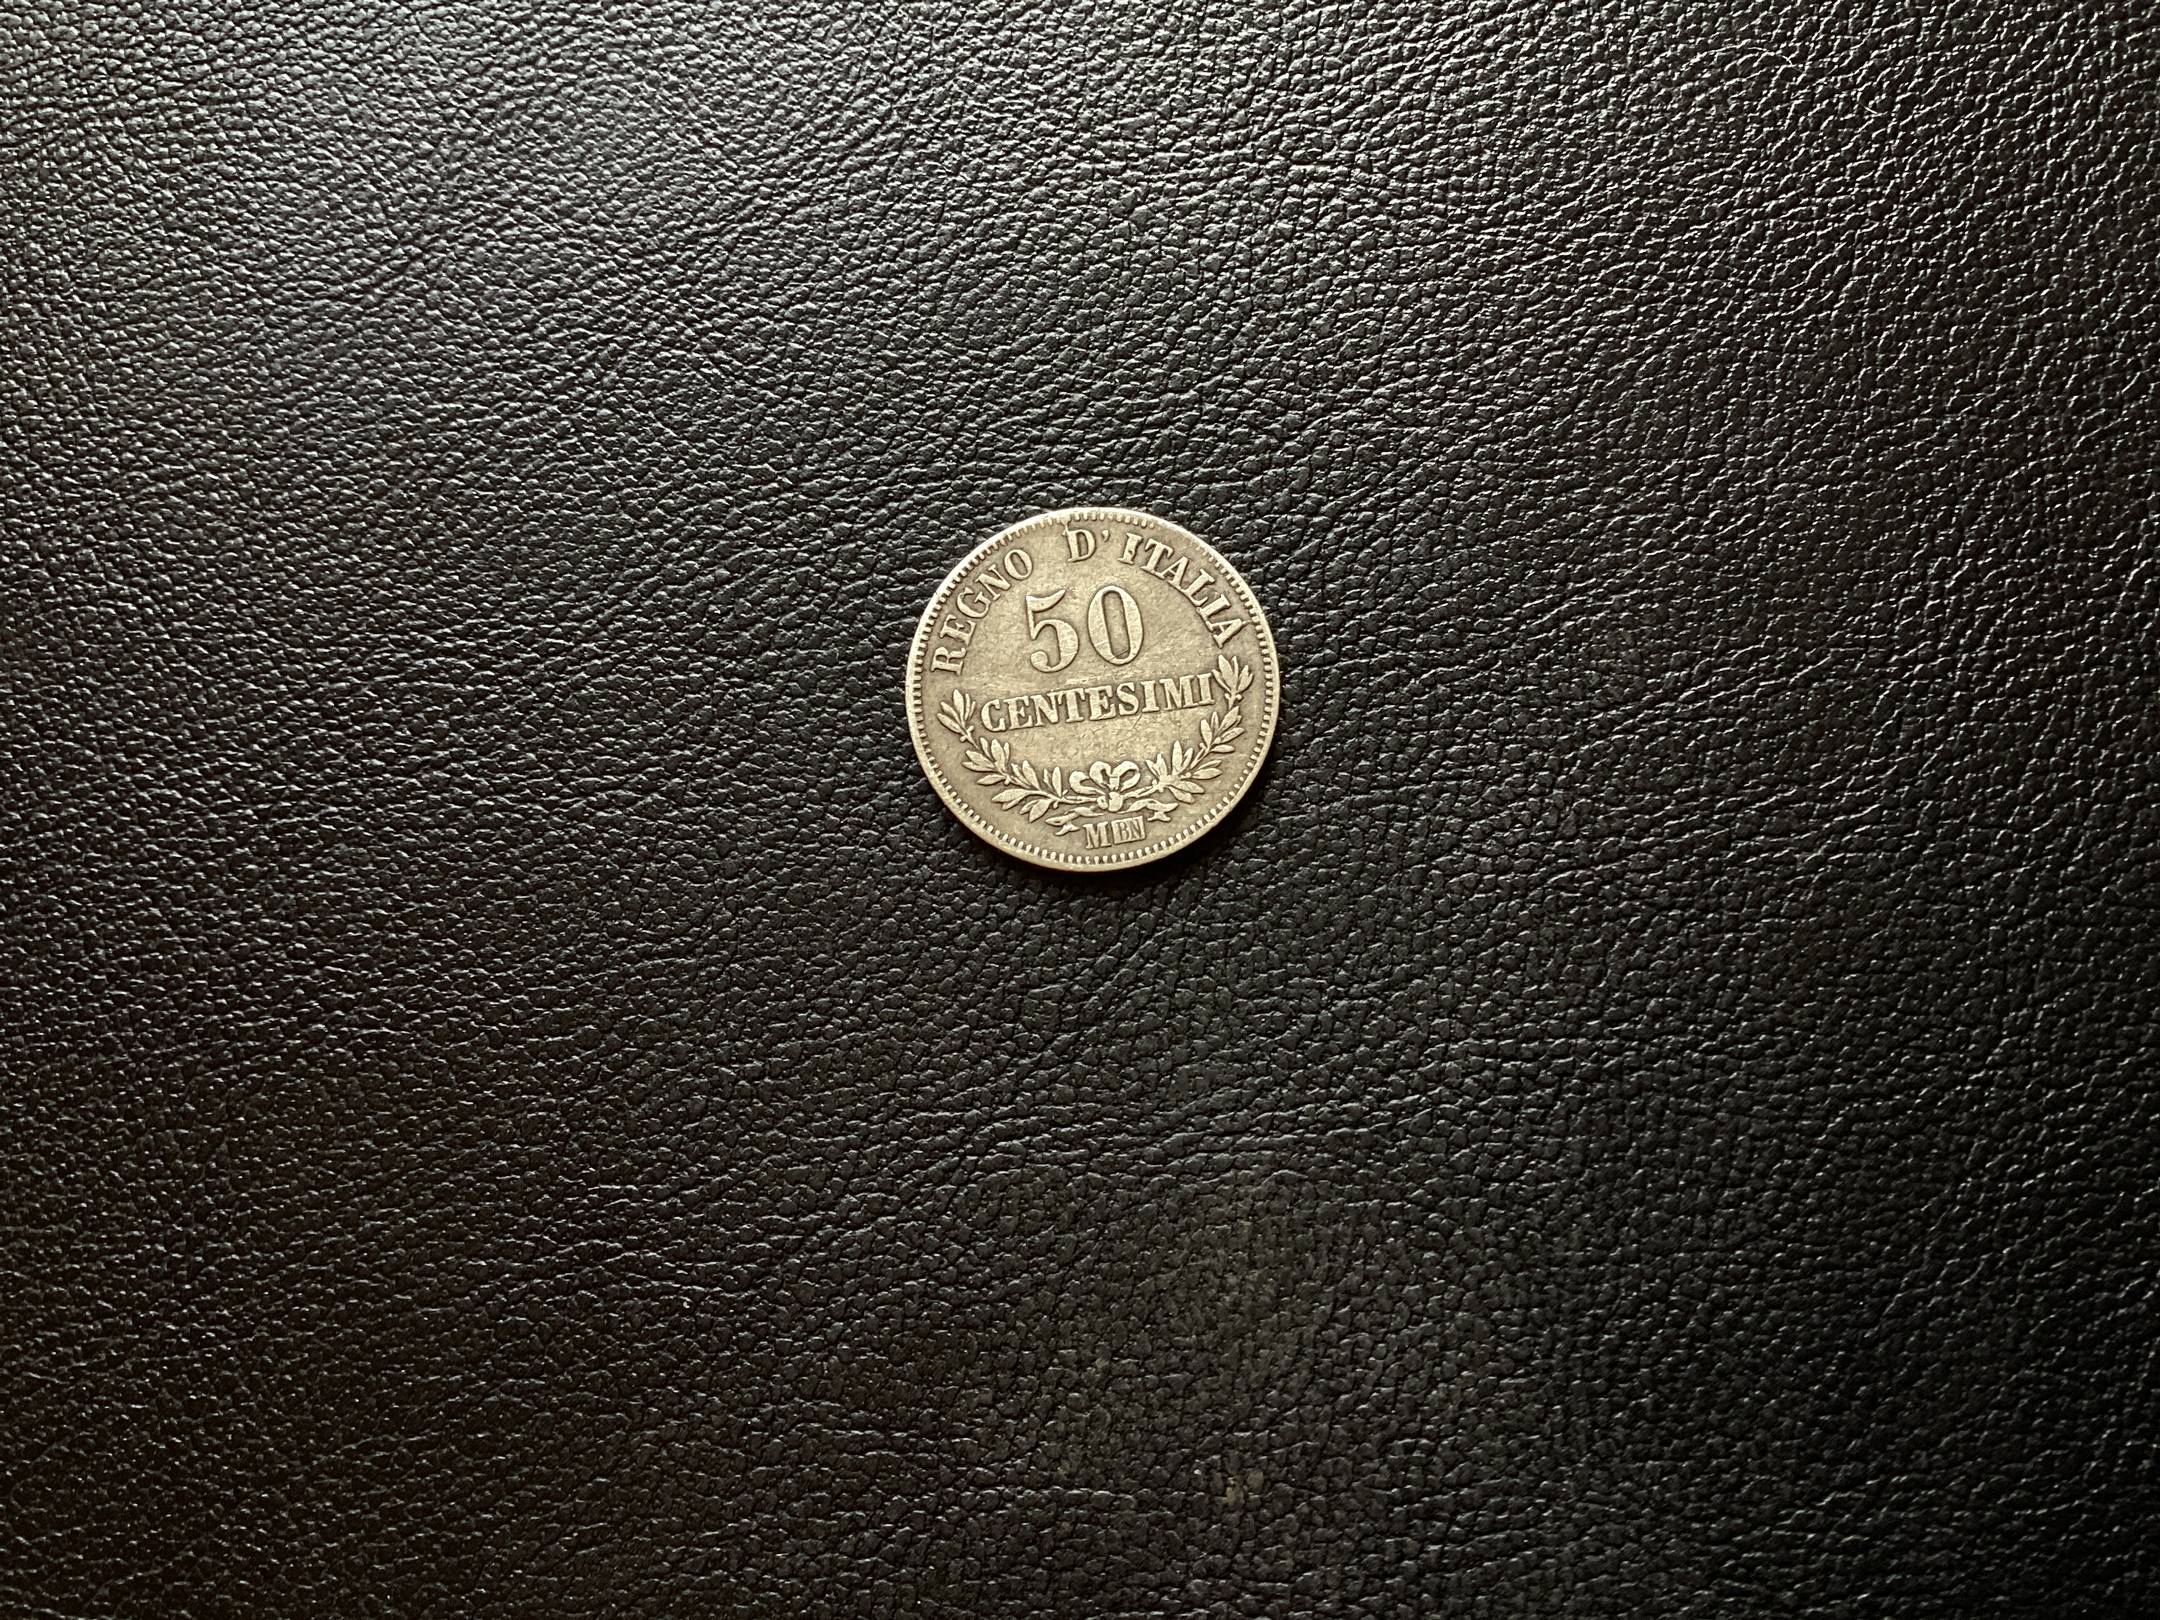 REGNO D'ITALIA
50
CENTESIMI
M BN